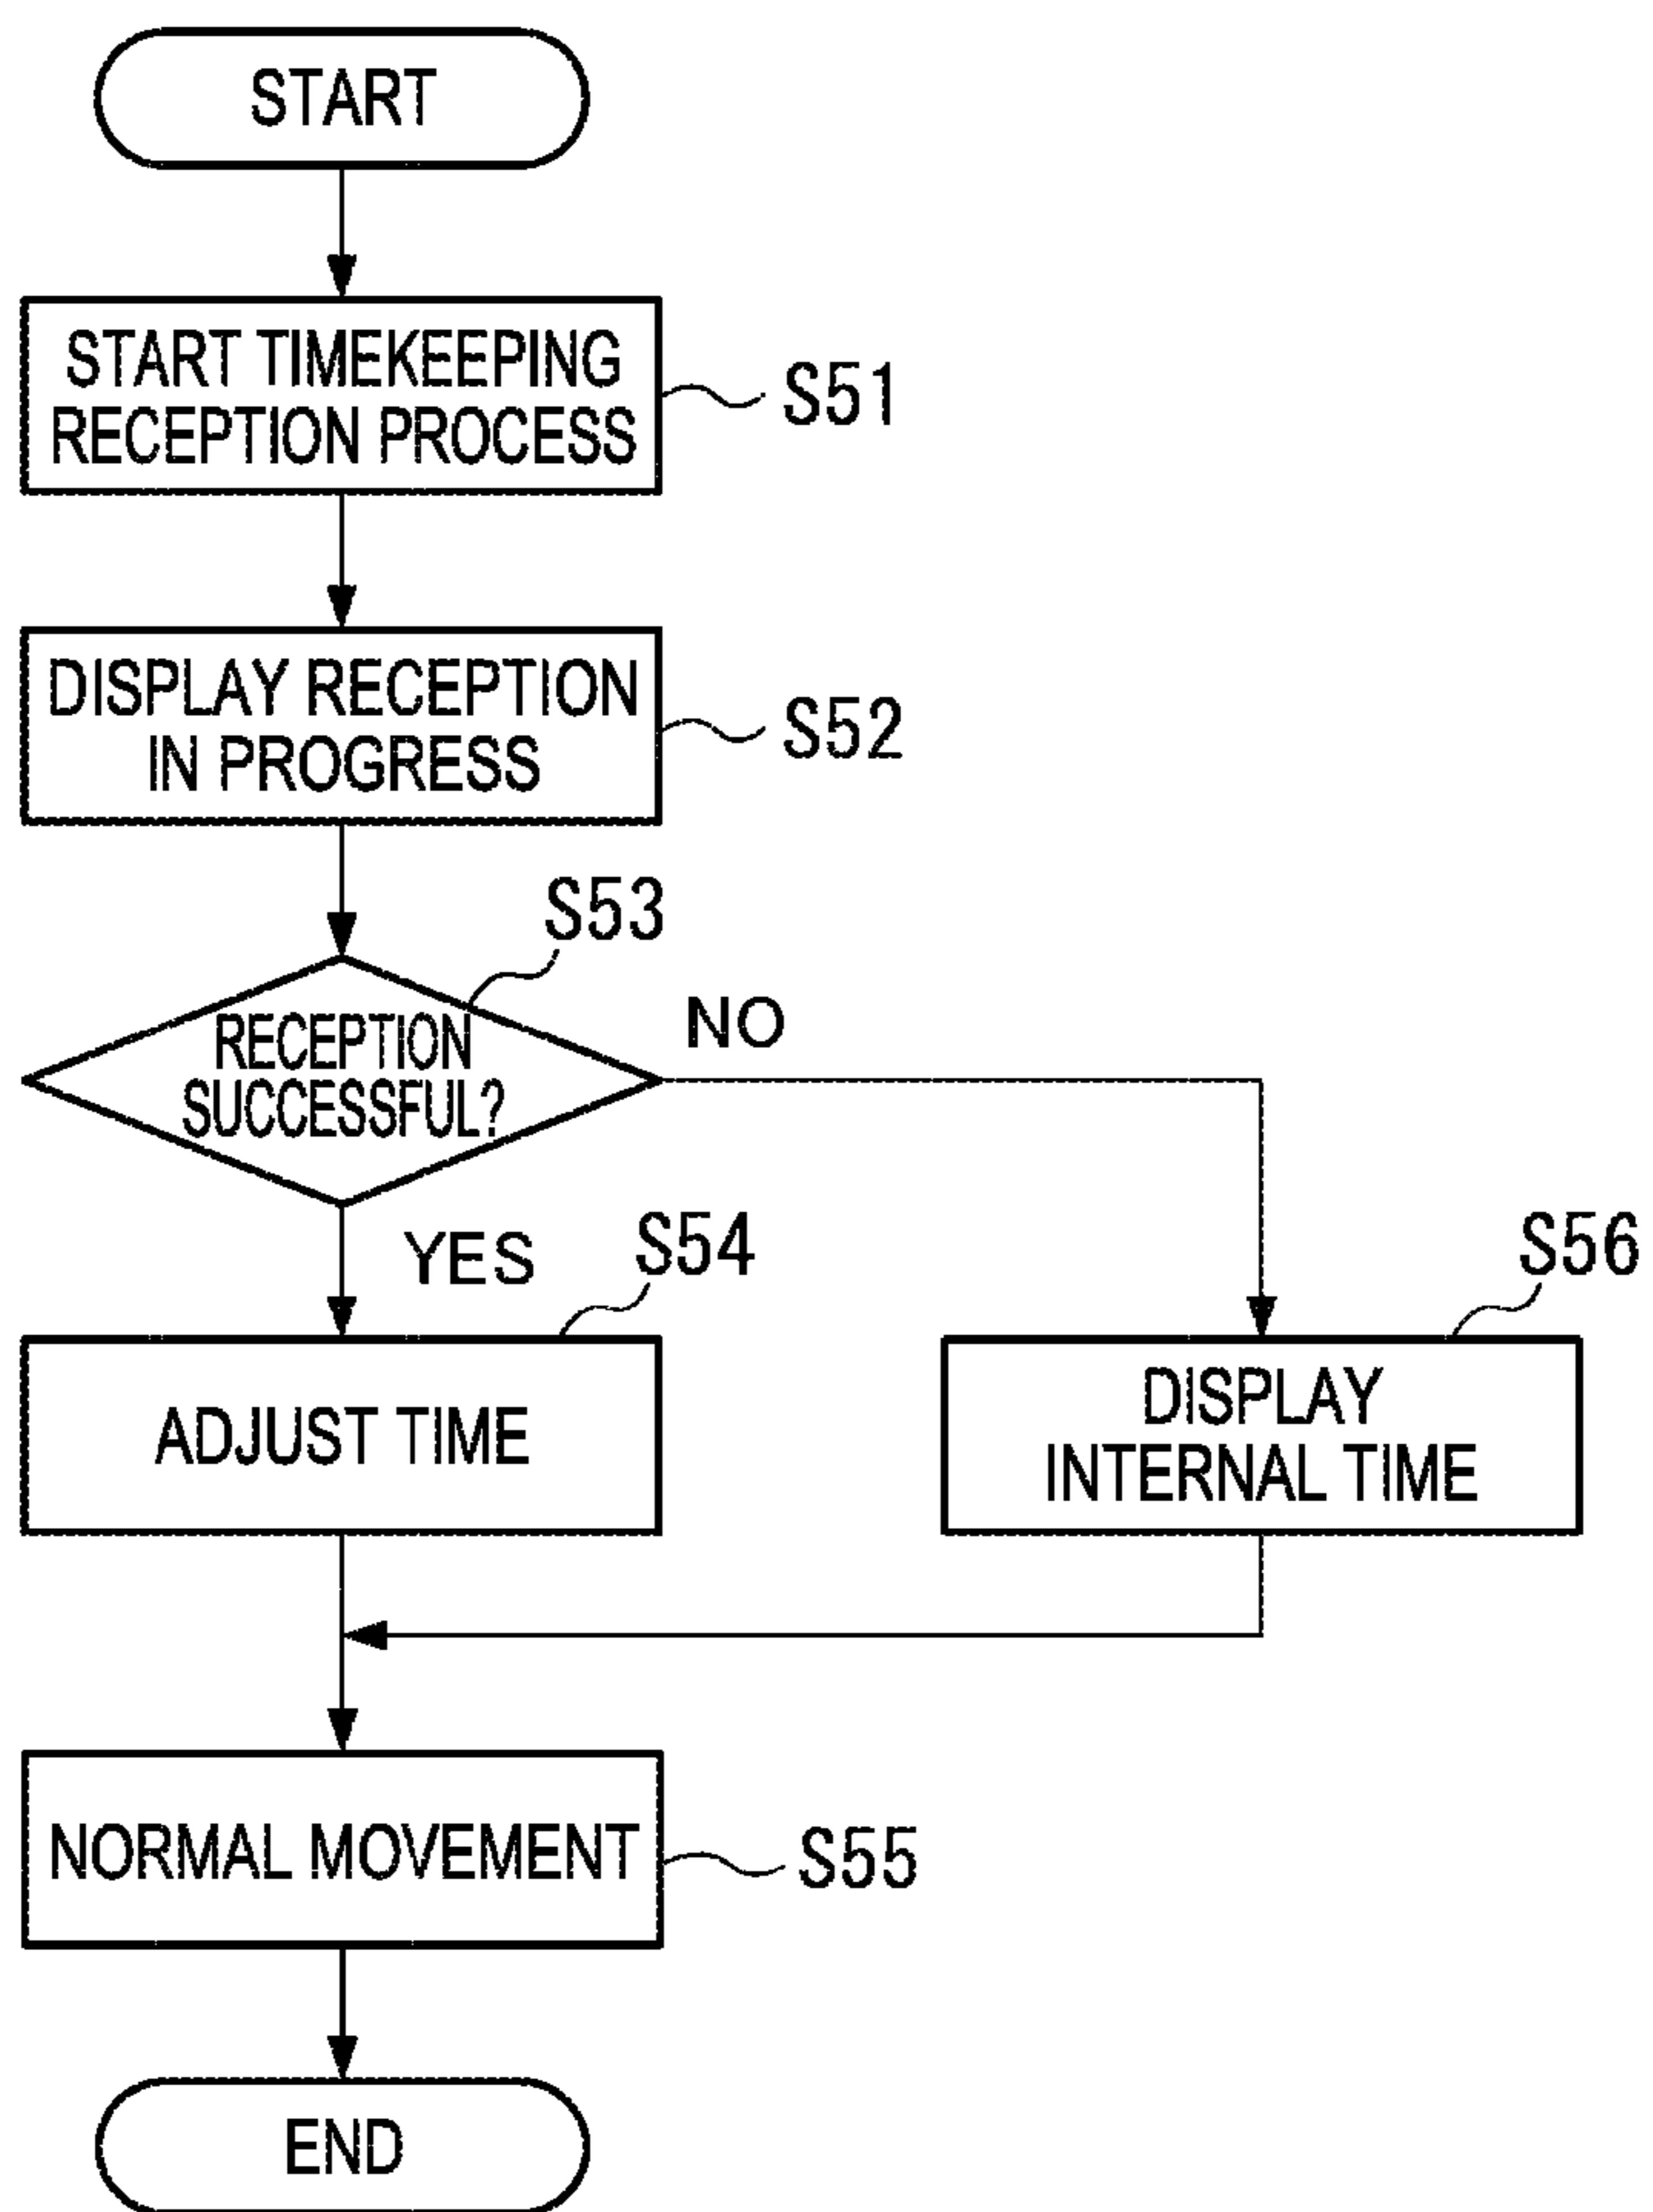 START
START TIMEKEEPING
RECEPTION PROCESS
S51
DISPLAY RECEPTION
IN PROGRESS
S52
S53
RECEPTION
SUCCESSFUL?
NO
YES
S54
S56
ADJUST TIME
DISPLAY
INTERNAL TIME
NORMAL MOVEMENT
S55
END